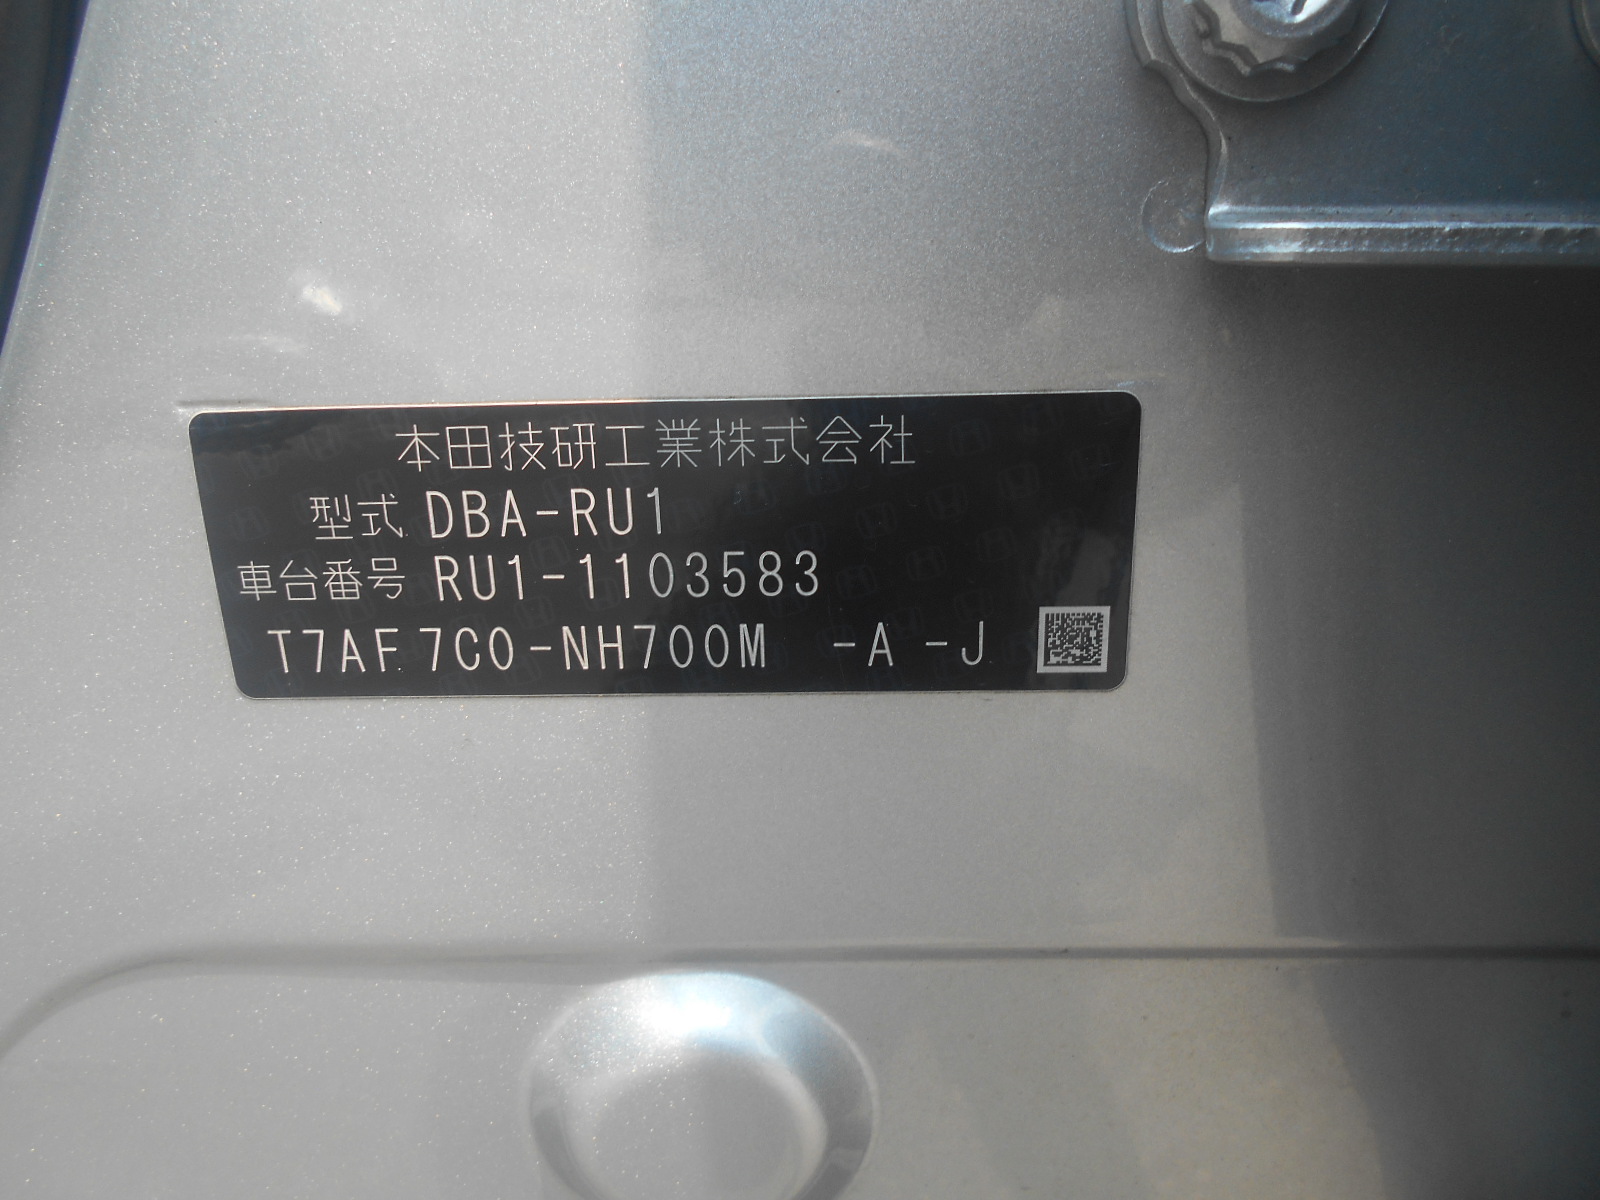 本田技研工業株式会社
型式 DBA-RU1
車台番号 RU1-1103583
T7AF 7C0-NH700M -A -J